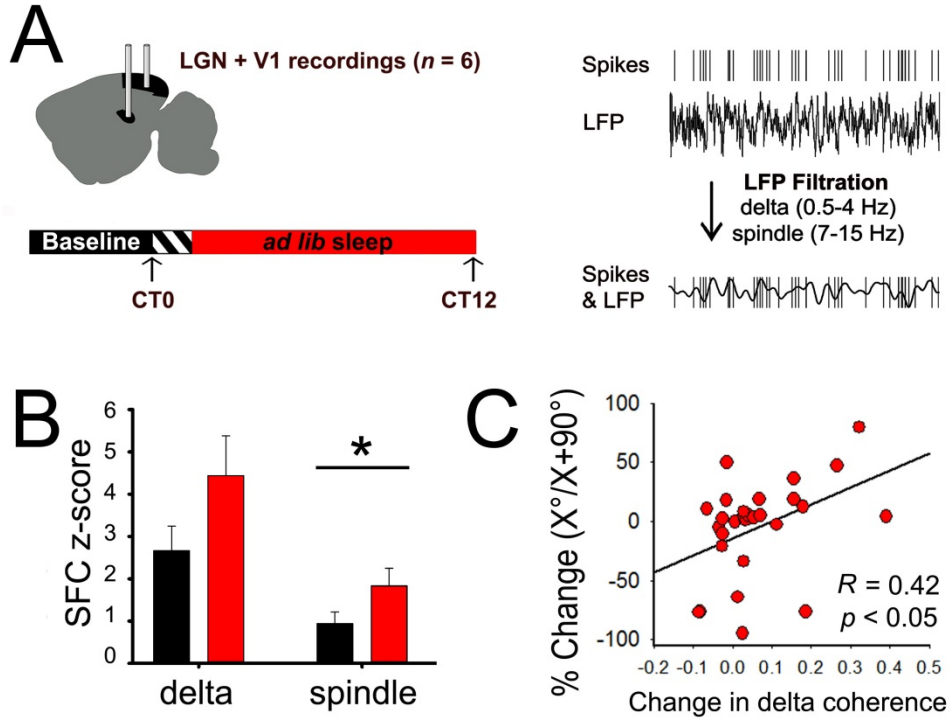 A
LGN + V1 recordings (n = 6)
Baseline
ad lib sleep
CT0
CT12
Spikes
LFP
LFP Filtration
delta (0.5-4 Hz)
spindle (7-15 Hz)
Spikes
& LFP
B
SFC z-score
6
5
4
3
2
1
0
*
delta
spindle
C
% Change (X°/X+90°)
100
50
0
-50
-100
R = 0.42
p < 0.05
-0.2 -0.1 0.0 0.1 0.2 0.3 0.4 0.5
Change in delta coherence